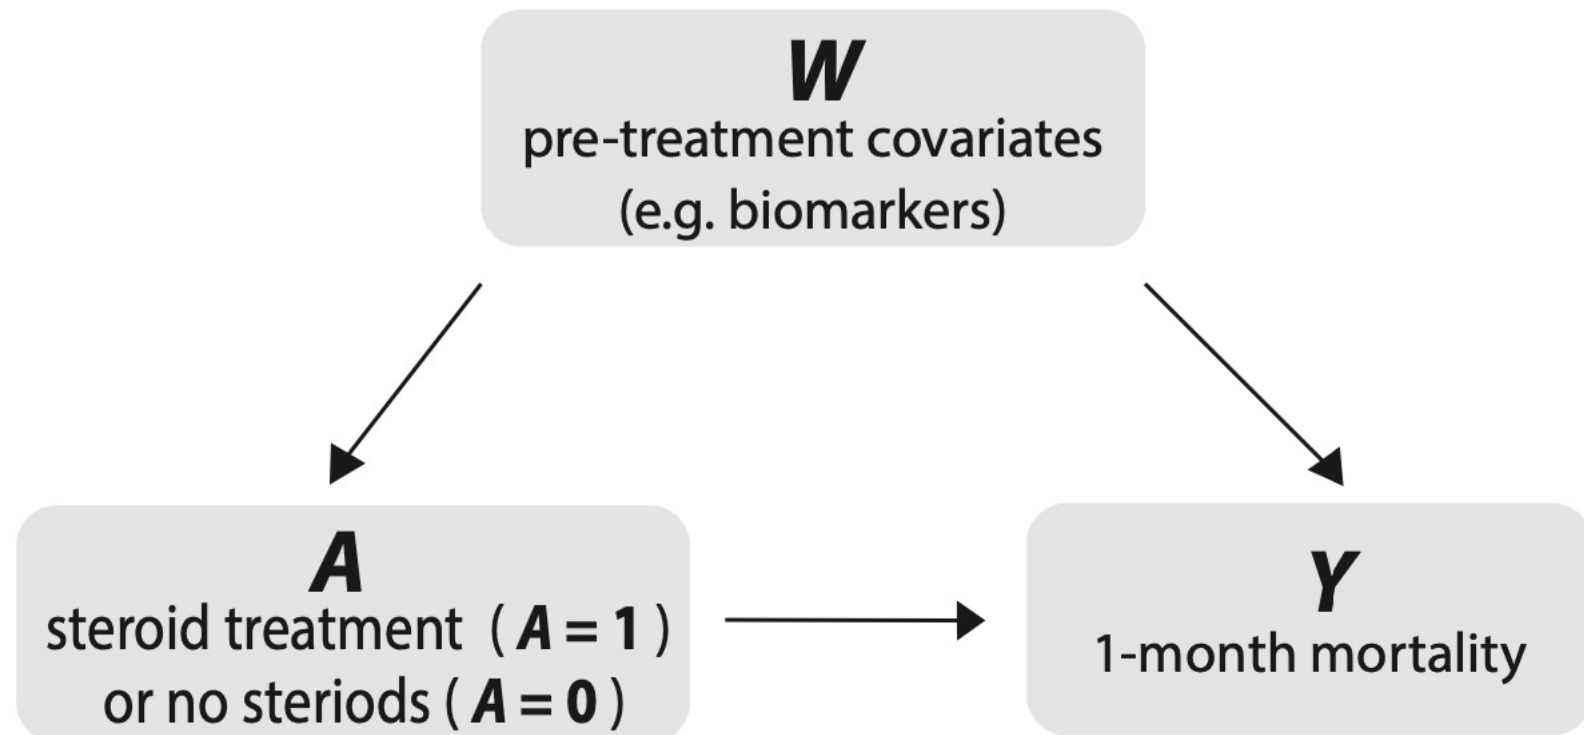 W
pre-treatment covariates
(e.g. biomarkers)
A
steroid treatment ( A = 1 )
or no steriods ( A = 0 )
Y
1-month mortality